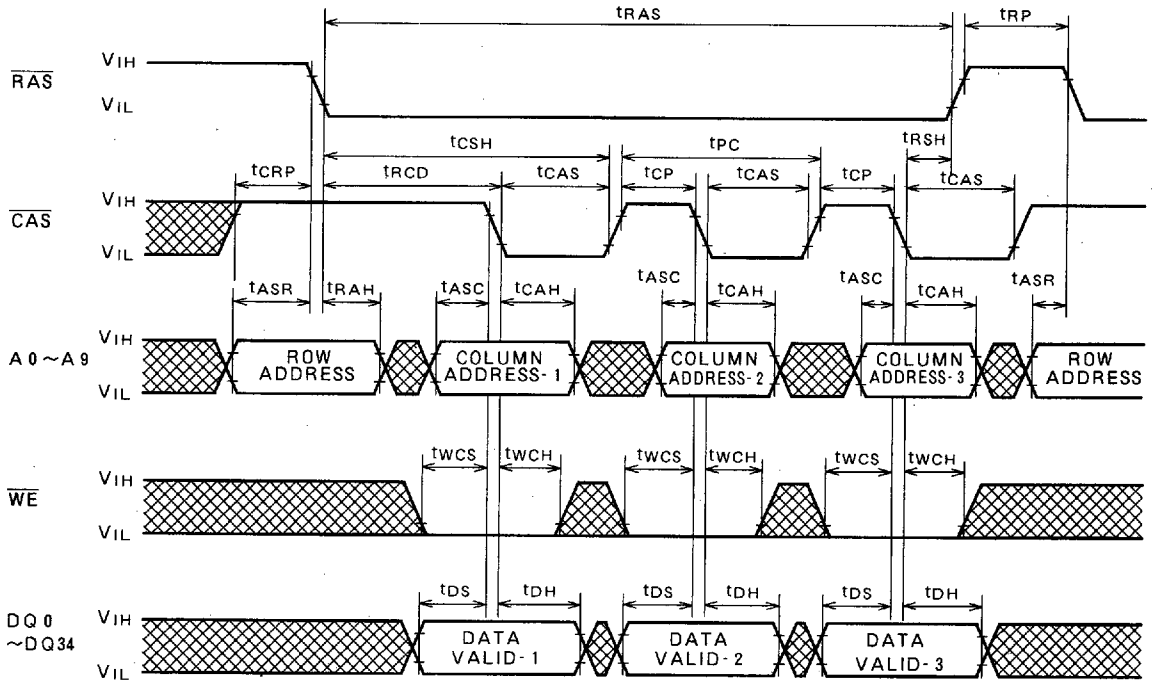 tRAS tRP
RAS VIH
VIL
tCSH tPC tRSH
tCRP tRCD tCAS tCP tCAS tCP tCAS
CAS VIH
VIL
tASR tRAH tASC tCAH tASC tCAH tASC tCAH tASR
A0~A9 VIH
VIL
ROW
ADDRESS
COLUMN
ADDRESS-1
COLUMN
ADDRESS-2
COLUMN
ADDRESS-3
ROW
ADDRESS
tWCS tWCH tWCS tWCH tWCS tWCH
WE VIH
VIL
tDS tDH tDS tDH tDS tDH
DQ0
~DQ34
VIH
VIL
DATA
VALID-1
DATA
VALID-2
DATA
VALID-3